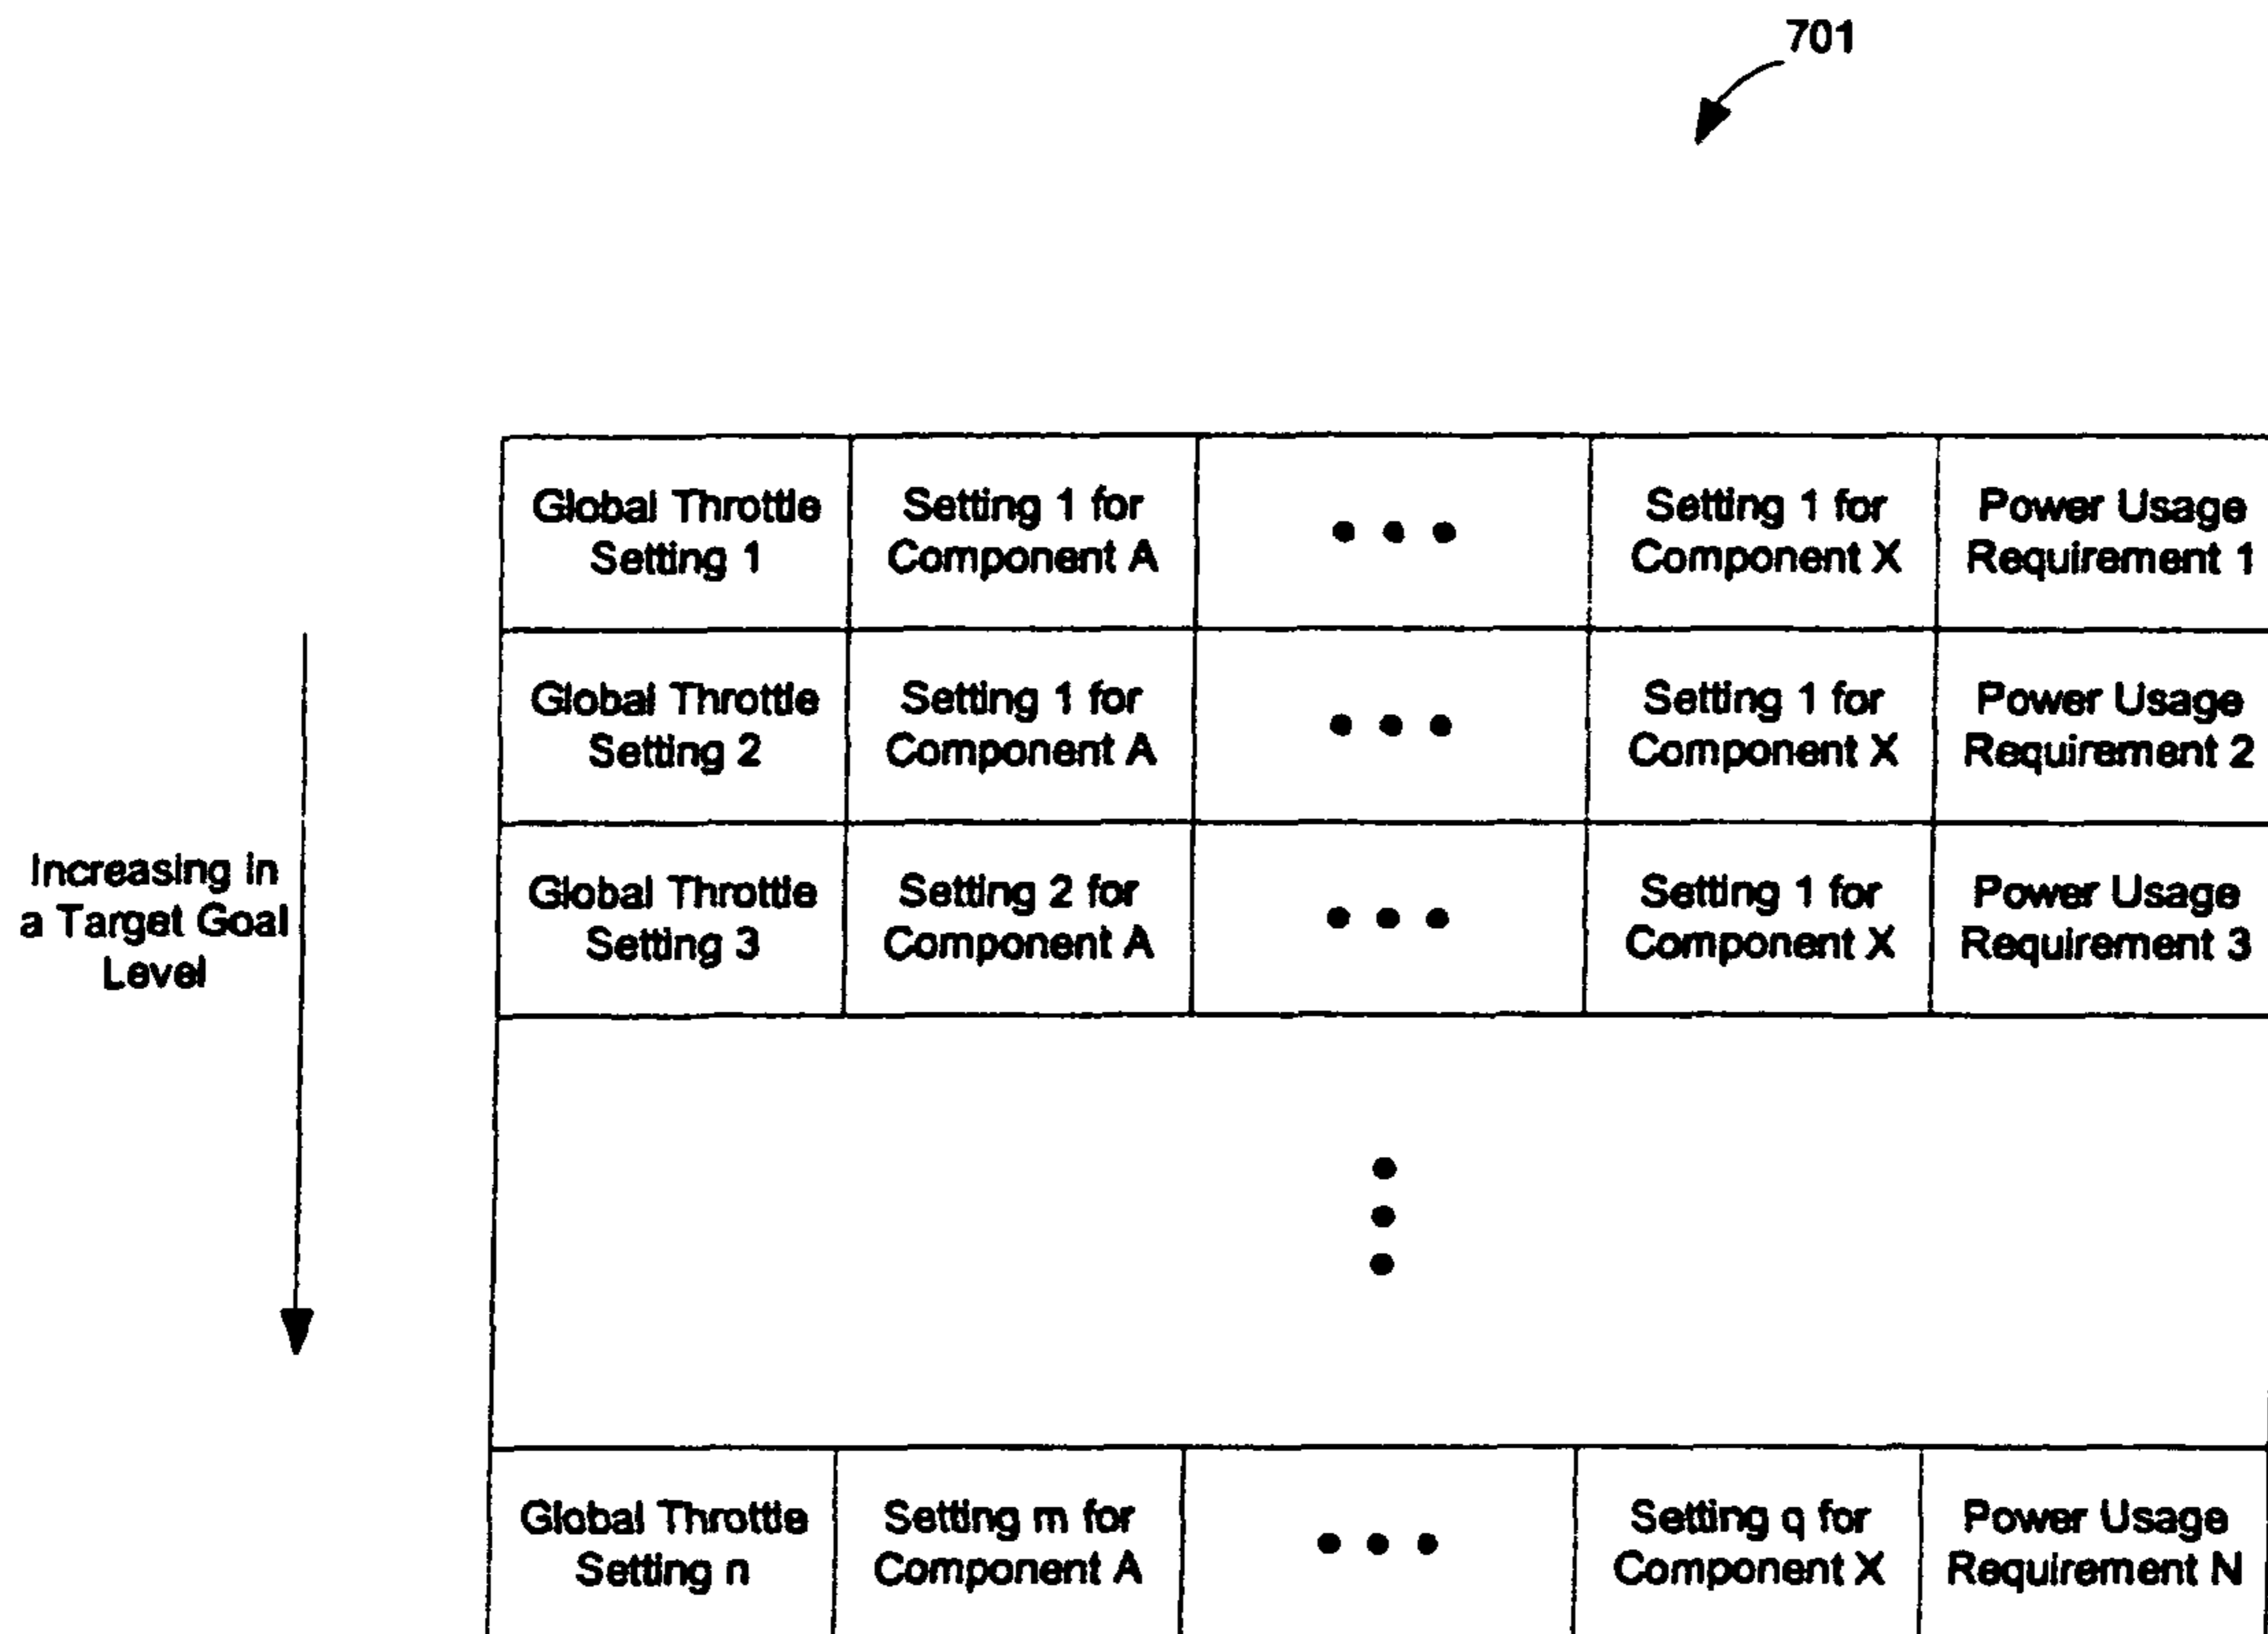 701
Global Throttle
Setting 1
Setting 1 for
Component A
• • •
Setting 1 for
Component X
Power Usage
Requirement 1
Global Throttle
Setting 2
Setting 1 for
Component A
• • •
Setting 1 for
Component X
Power Usage
Requirement 2
Increasing in
a Target Goal
Level
Global Throttle
Setting 3
Setting 2 for
Component A
• • •
Setting 1 for
Component X
Power Usage
Requirement 3
Global Throttle
Setting n
Setting m for
Component A
• • •
Setting q for
Component X
Power Usage
Requirement N